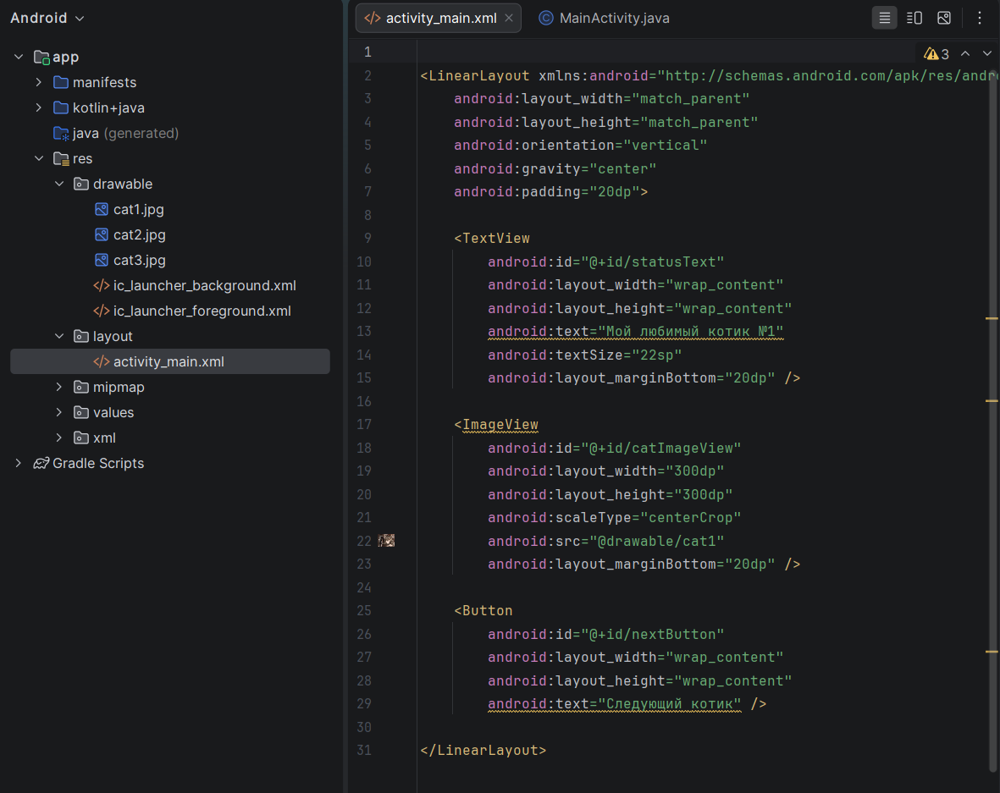 Android
app
manifests
kotlin+java
java (generated)
res
drawable
cat1.jpg
cat2.jpg
cat3.jpg
ic_launcher_background.xml
ic_launcher_foreground.xml
layout
activity_main.xml
mipmap
values
xml
Gradle Scripts
activity_main.xml
MainActivity.java
3
1
2 <LinearLayout xmlns:android="http://schemas.android.com/apk/res/andr
3 android:layout_width="match_parent"
4 android:layout_height="match_parent"
5 android:orientation="vertical"
6 android:gravity="center"
7 android:padding="20dp">
8
9 <TextView
10 android:id="@+id/statusText"
11 android:layout_width="wrap_content"
12 android:layout_height="wrap_content"
13 android:text="Мой любимый котик №1"
14 android:textSize="22sp"
15 android:layout_marginBottom="20dp" />
16
17 <ImageView
18 android:id="@+id/catImageView"
19 android:layout_width="300dp"
20 android:layout_height="300dp"
21 android:scaleType="centerCrop"
22 android:src="@drawable/cat1"
23 android:layout_marginBottom="20dp" />
24
25 <Button
26 android:id="@+id/nextButton"
27 android:layout_width="wrap_content"
28 android:layout_height="wrap_content"
29 android:text="Следующий котик" />
30
31 </LinearLayout>